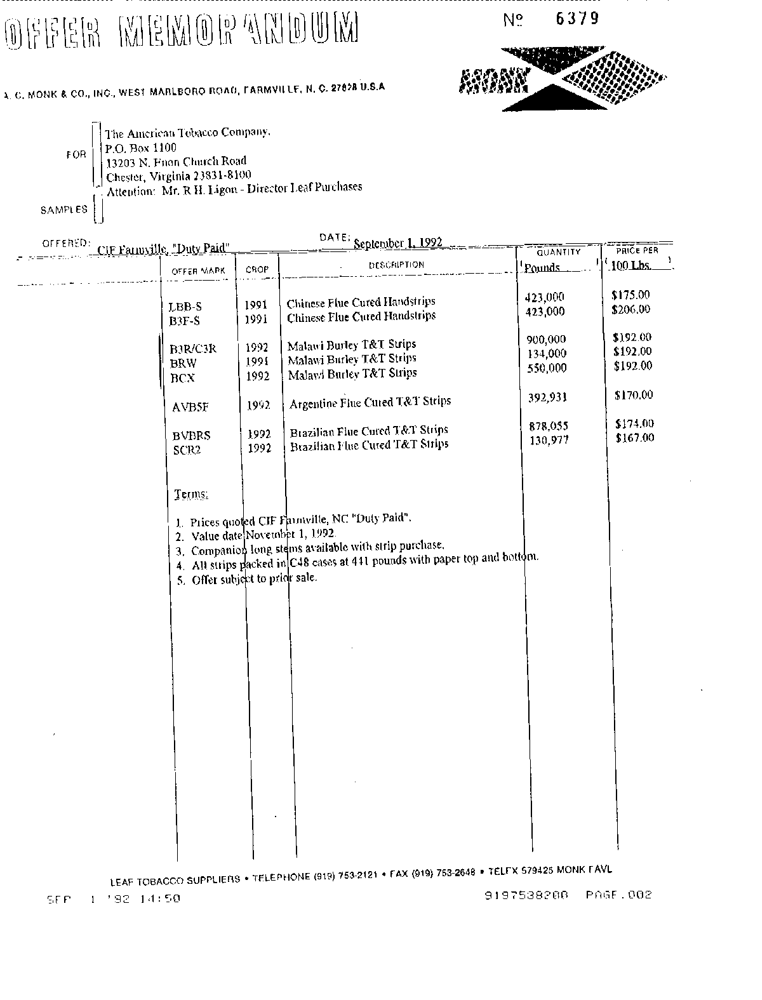 OFFER MEMORANDUM
Nº 6379
MONK
A. C. MONK & CO., INC., WEST MARLBORO ROAD, FARMVILLE, N. C. 27828 U.S.A
FOR
The American Tobacco Company.
P.O. Box 1100
13203 N. Enon Church Road
Chester, Virginia 23831-8100
Attention: Mr. R H. Ligon - Director Leaf Purchases
SAMPLES
OFFERED: CIF Farmville, "Duty Paid" DATE: September 1, 1992
OFFER MARK CROP DESCRIPTION QUANTITY Pounds PRICE PER 100 Lbs.
LBB-S 1991 Chinese Flue Cured Handstrips 423,000 $175.00
B3F-S 1991 Chinese Flue Cured Handstrips 423,000 $206.00
B3R/C3R 1992 Malawi Burley T&T Strips 900,000 $192.00
BRW 1991 Malawi Burley T&T Strips 134,000 $192.00
BCX 1992 Malawi Burley T&T Strips 550,000 $192.00
AVB5F 1992 Argentine Flue Cured T&T Strips 392,931 $170.00
BVBRS 1992 Brazilian Flue Cured T&T Strips 878,055 $174.00
SCR2 1992 Brazilian Flue Cured T&T Strips 130,977 $167.00
Terms:
1. Prices quoted CIF Farmville, NC "Duty Paid".
2. Value date November 1, 1992.
3. Companion long stems available with strip purchase.
4. All strips packed in C48 cases at 441 pounds with paper top and bottom.
5. Offer subject to prior sale.
LEAF TOBACCO SUPPLIERS • TELEPHONE (919) 753-2121 • FAX (919) 753-2648 • TELEX 579425 MONK FAVL
SEP 1 '92 14:50 9197538200 PAGE.002